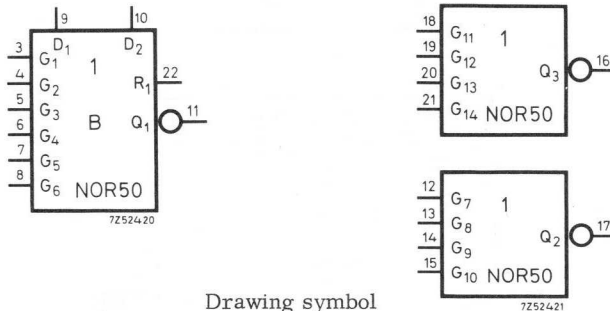 9 10
D1 D2
3 G1 1
4 G2 R1 22
5 G3
6 G4 B Q1 11
7 G5
8 G6 NOR50
7Z52420
18 G11 1
19 G12
20 G13 Q3 16
21 G14 NOR50
12 G7 1
13 G8
14 G9 Q2 17
15 G10 NOR50
7Z52421
Drawing symbol